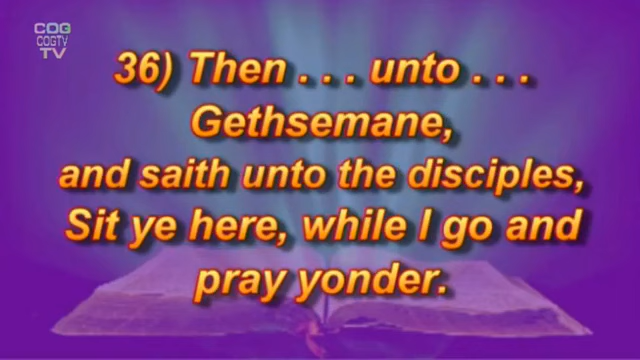 COG
COGTV
TV
36) Then . . . unto . . .
Gethsemane,
and saith unto the disciples,
Sit ye here, while I go and
pray yonder.